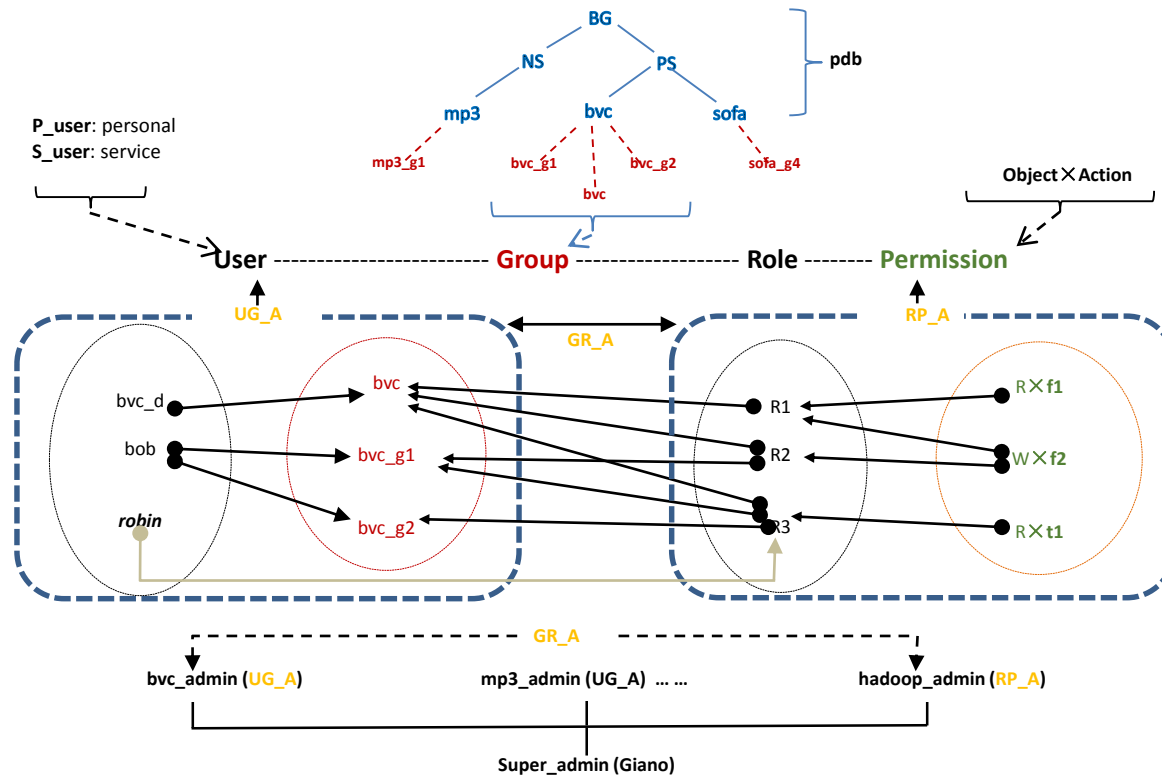 BG
NS
PS
pdb
mp3
bvc
sofa
P_user: personal
S_user: service
mp3_g1
bvc_g1
bvc_g2
sofa_g4
bvc
Object×Action
User
Group
Role
Permission
UG_A
GR_A
RP_A
bvc_d
bvc
R1
R×f1
bob
bvc_g1
R2
W×f2
robin
bvc_g2
R3
R×t1
GR_A
bvc_admin (UG_A)
mp3_admin (UG_A) ... ...
hadoop_admin (RP_A)
Super_admin (Giano)